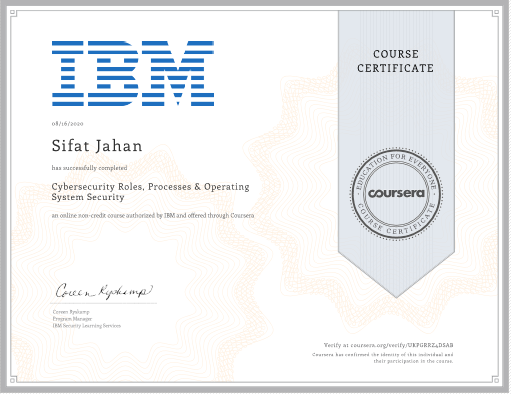 IBM
COURSE
CERTIFICATE
08/16/2020
Sifat Jahan
has successfully completed
Cybersecurity Roles, Processes & Operating
System Security
an online non-credit course authorized by IBM and offered through Coursera
EDUCATION FOR EVERYONE
coursera
COURSE CERTIFICATE
Coreen Ryskamp
Coreen Ryskamp
Program Manager
IBM Security Learning Services
Verify at coursera.org/verify/UKPGRRZ4DSAB
Coursera has confirmed the identity of this individual and
their participation in the course.